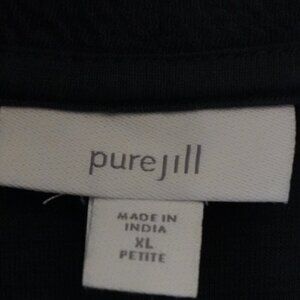 purejill
MADE IN
INDIA
XL
PETITE